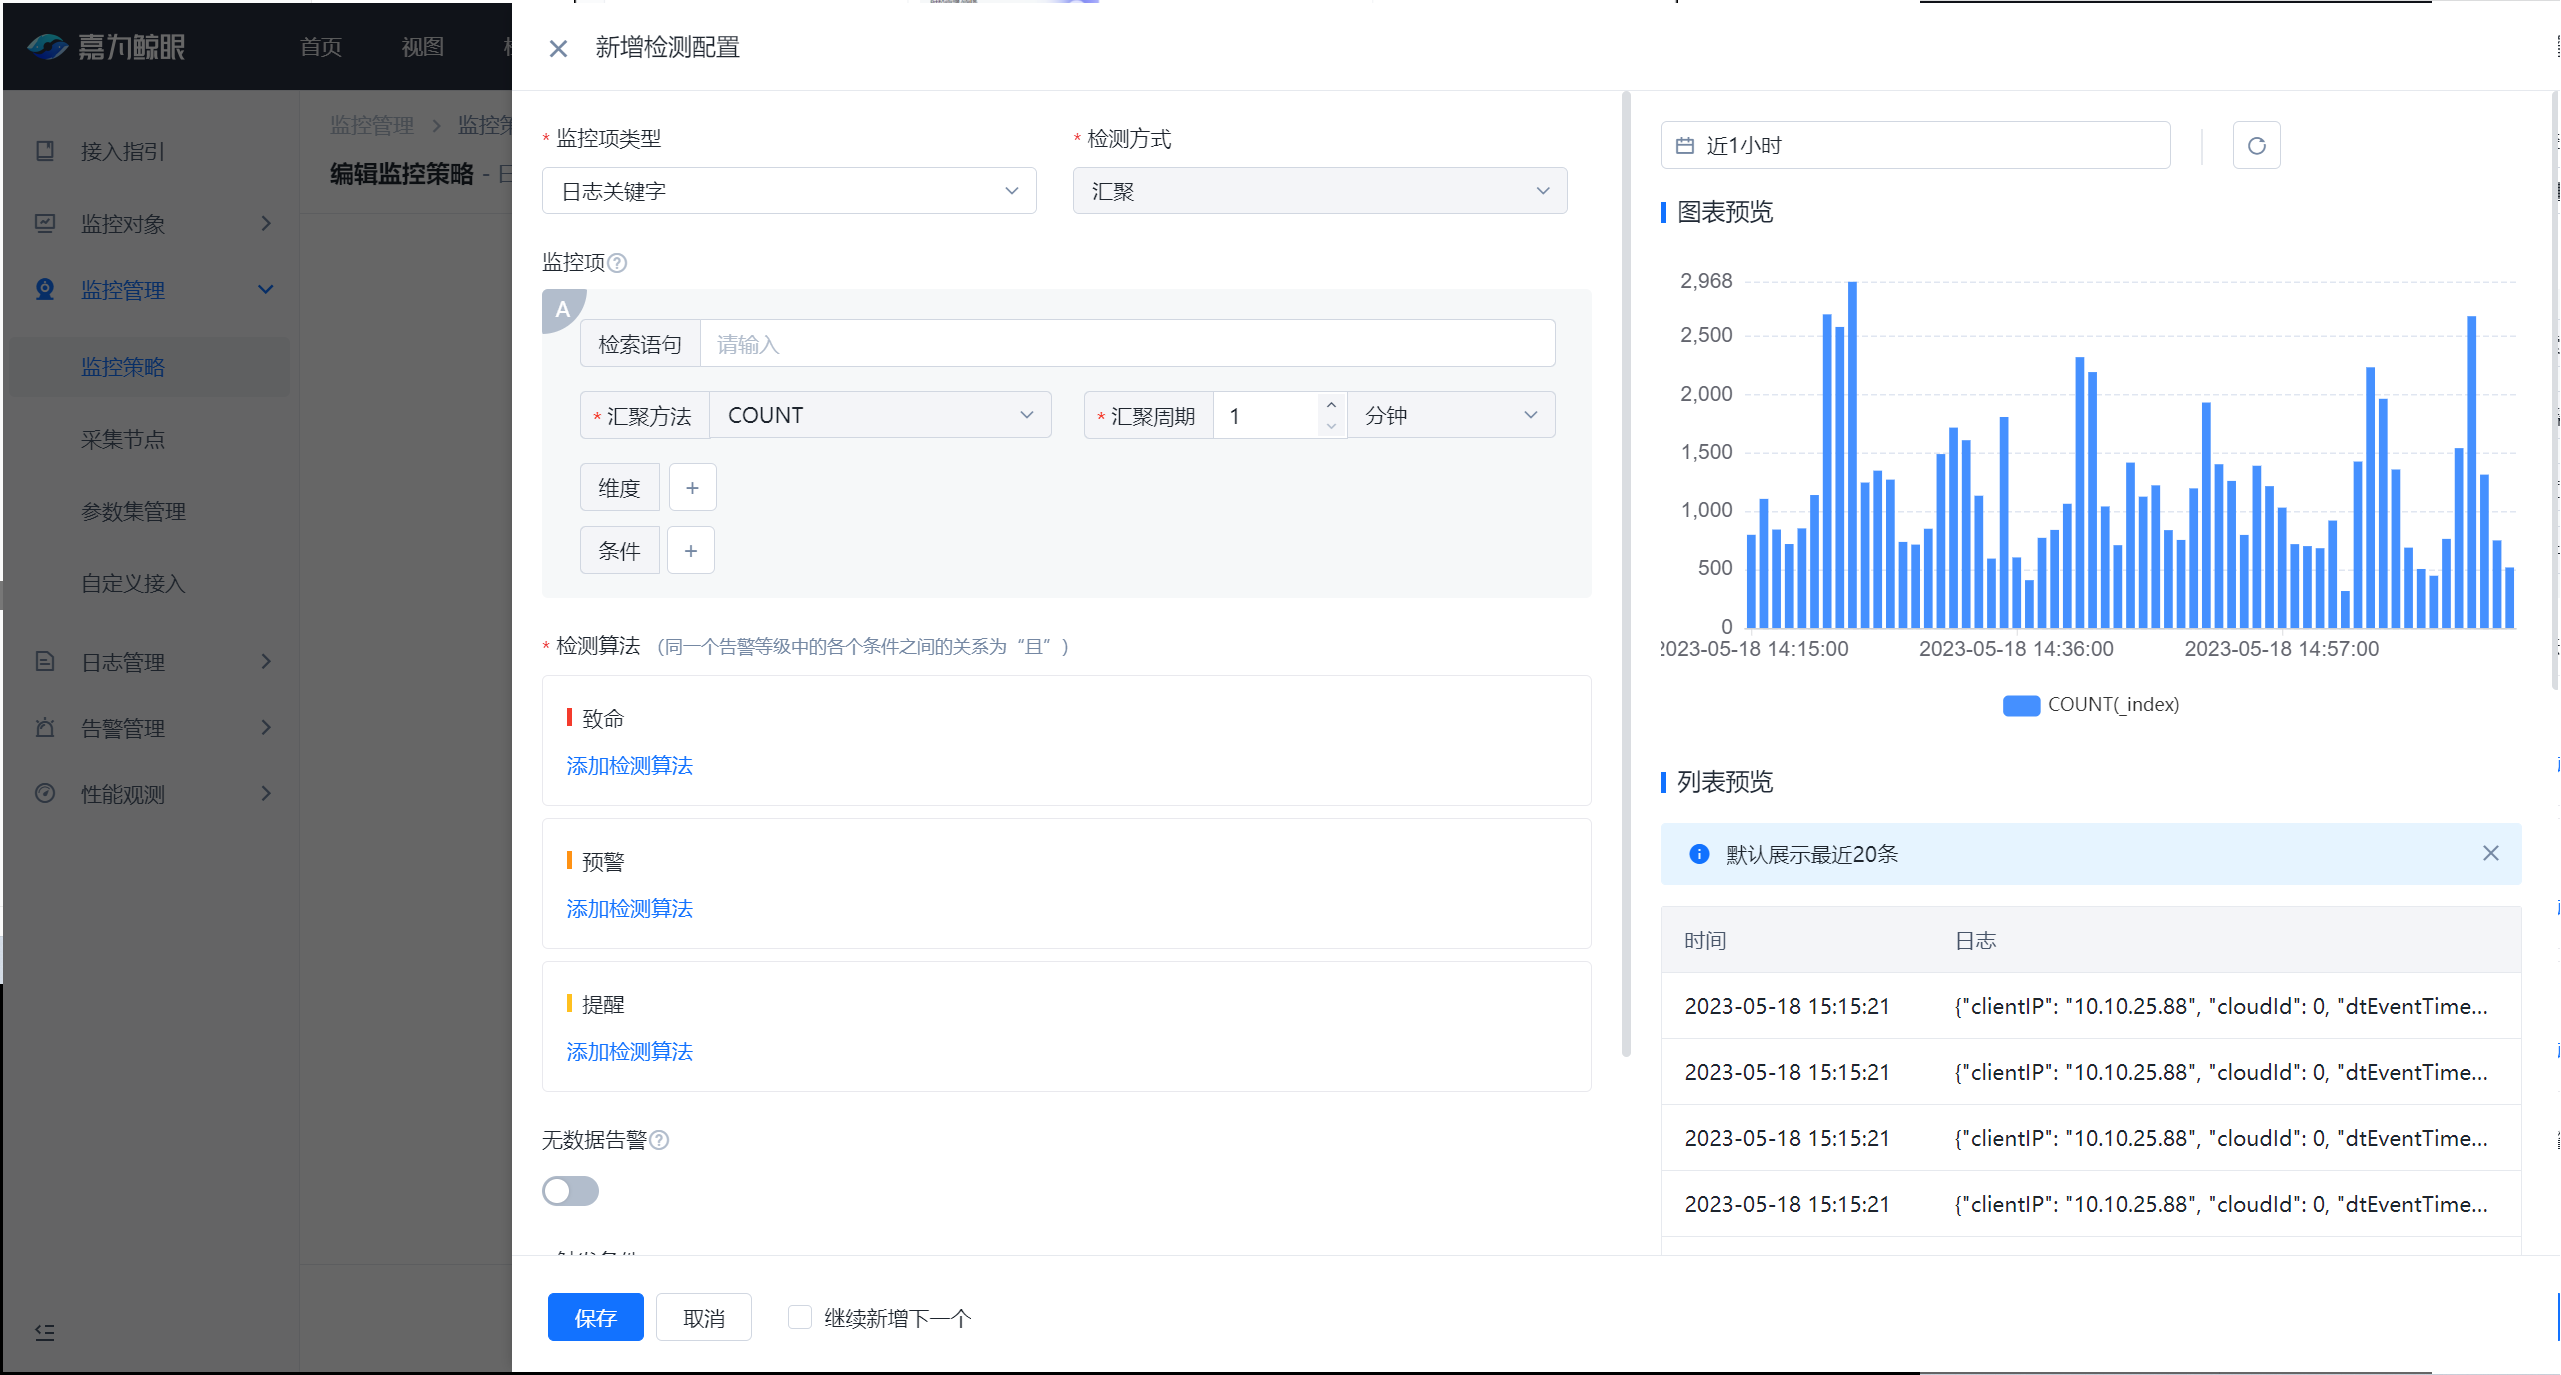 嘉为鲸眼
首页
视图
新增检测配置
接入指引
监控对象
监控管理
监控策略
采集节点
参数集管理
自定义接入
日志管理
告警管理
性能观测
监控管理 > 监控
编辑监控策略 -
* 监控项类型
日志关键字
* 检测方式
汇聚
监控项
A
检索语句 请输入
* 汇聚方法 COUNT
* 汇聚周期 1 分钟
维度 +
条件 +
* 检测算法 （同一个告警等级中的各个条件之间的关系为“且”）
致命
添加检测算法
预警
添加检测算法
提醒
添加检测算法
无数据告警
保存
取消
继续新增下一个
近1小时
图表预览
2,968
2,500
2,000
1,500
1,000
500
0
2023-05-18 14:15:00
2023-05-18 14:36:00
2023-05-18 14:57:00
COUNT(_index)
列表预览
默认展示最近20条
时间 日志
2023-05-18 15:15:21 {"clientIP": "10.10.25.88", "cloudId": 0, "dtEventTime...
2023-05-18 15:15:21 {"clientIP": "10.10.25.88", "cloudId": 0, "dtEventTime...
2023-05-18 15:15:21 {"clientIP": "10.10.25.88", "cloudId": 0, "dtEventTime...
2023-05-18 15:15:21 {"clientIP": "10.10.25.88", "cloudId": 0, "dtEventTime...